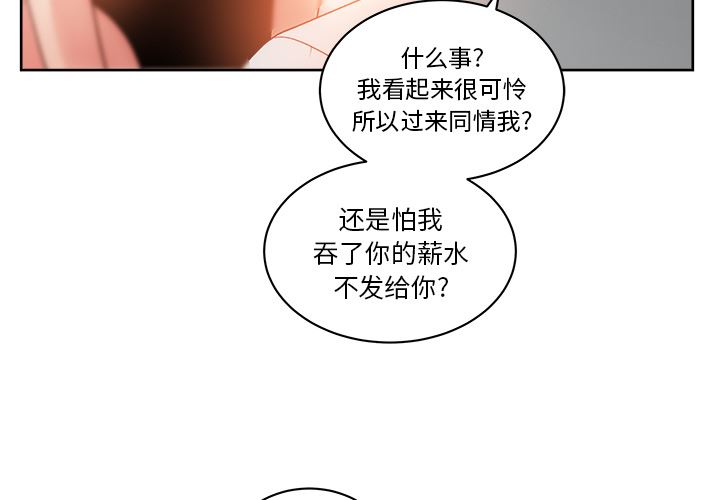 什么事?
我看起来很可怜
所以过来同情我?
还是怕我
吞了你的薪水
不发给你?